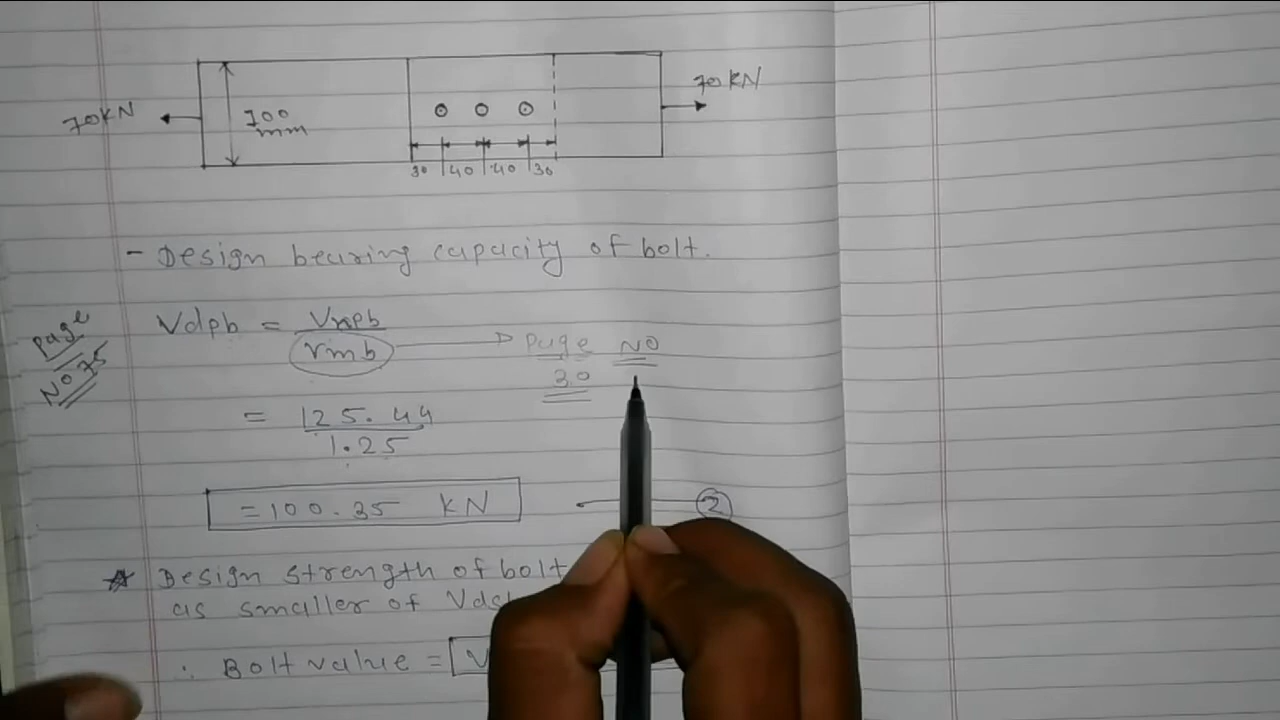 70KN
100
mm
70KN
30 40 40 30
- Design bearing capacity of bolt.
Page
No 75
Vdpb = Vnpb
γmb
Page NO
30
= 125.44
1.25
= 100.35 KN
2
Design strength of bolt
as smaller of
∴ Bolt value = V